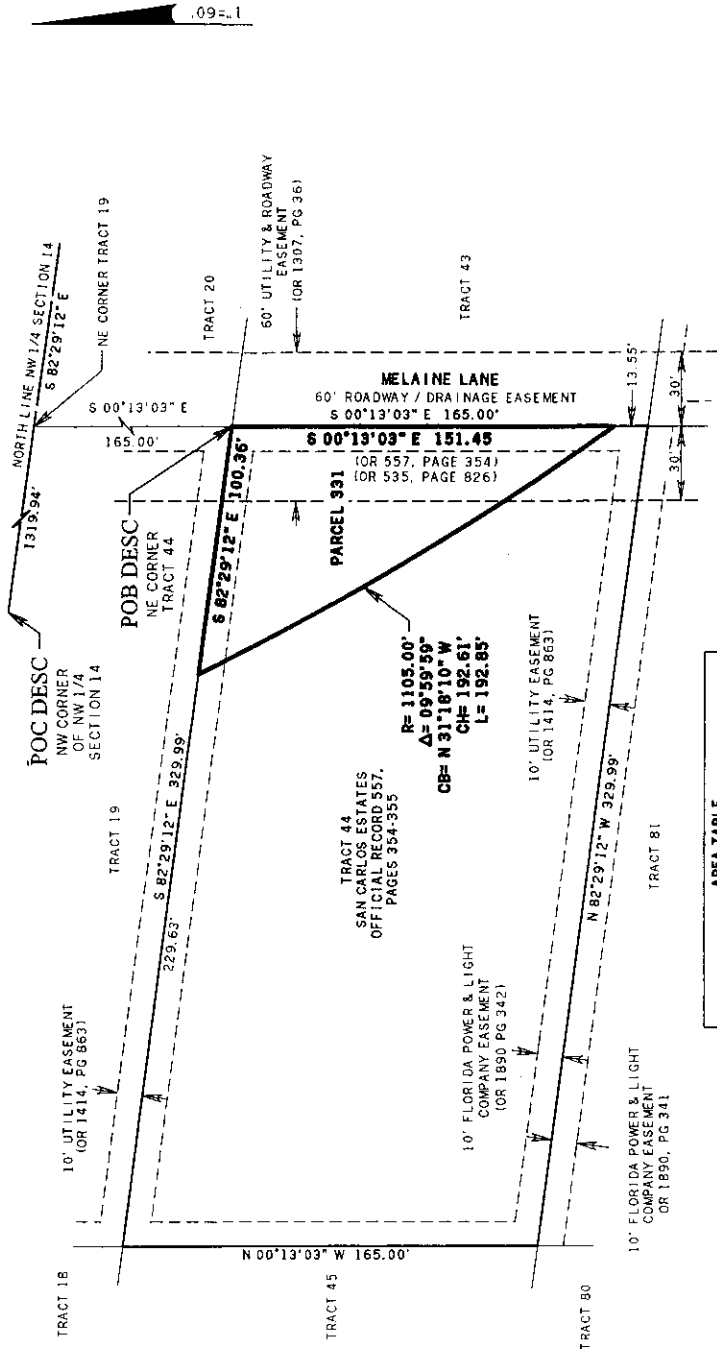 1"=60'
NORTH LINE NW 1/4 SECTION 14
S 82°29'12" E
1319.94'
NE CORNER TRACT 19
POC DESC
NW CORNER
OF NW 1/4
SECTION 14
S 00°13'03" E
165.00'
TRACT 20
60' UTILITY & ROADWAY
EASEMENT
(OR 1307, PG 36)
POB DESC
NE CORNER
TRACT 44
TRACT 19
TRACT 43
MELAINE LANE
60' ROADWAY / DRAINAGE EASEMENT
S 00°13'03" E 165.00'
S 00°13'03" E 151.45
(OR 557, PAGE 354)
(OR 535, PAGE 826)
13.55'
30'
30'
S 82°29'12" E 100.36'
PARCEL 331
S 82°29'12" E 329.99'
229.63'
10' UTILITY EASEMENT
(OR 1414, PG 863)
R= 1105.00'
Δ= 09°59'59"
CB= N 31°18'10" W
CH= 192.61'
L= 192.85'
10' UTILITY EASEMENT
(OR 1414, PG 863)
TRACT 44
SAN CARLOS ESTATES
OFFICIAL RECORD 557,
PAGES 354-355
TRACT 18
N 00°13'03" W 165.00'
TRACT 45
10' FLORIDA POWER & LIGHT
COMPANY EASEMENT
(OR 1890 PG 342)
N 82°29'12" W 329.99'
TRACT 81
TRACT 80
10' FLORIDA POWER & LIGHT
COMPANY EASEMENT
OR 1890, PG 341
AREA TABLE